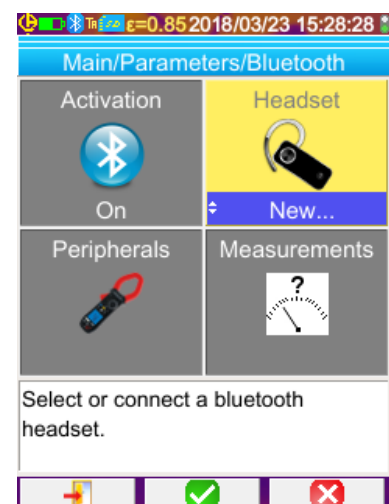 ε=0.85 2018/03/23 15:28:28
Main/Parameters/Bluetooth
Activation
On
Headset
New...
Peripherals
Measurements
?
Select or connect a bluetooth
headset.